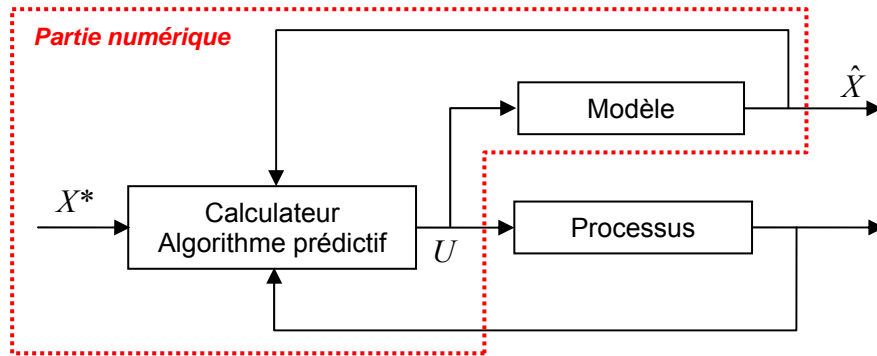 Partie numérique
X̂
Modèle
X*
Calculateur
Algorithme prédictif
U
Processus